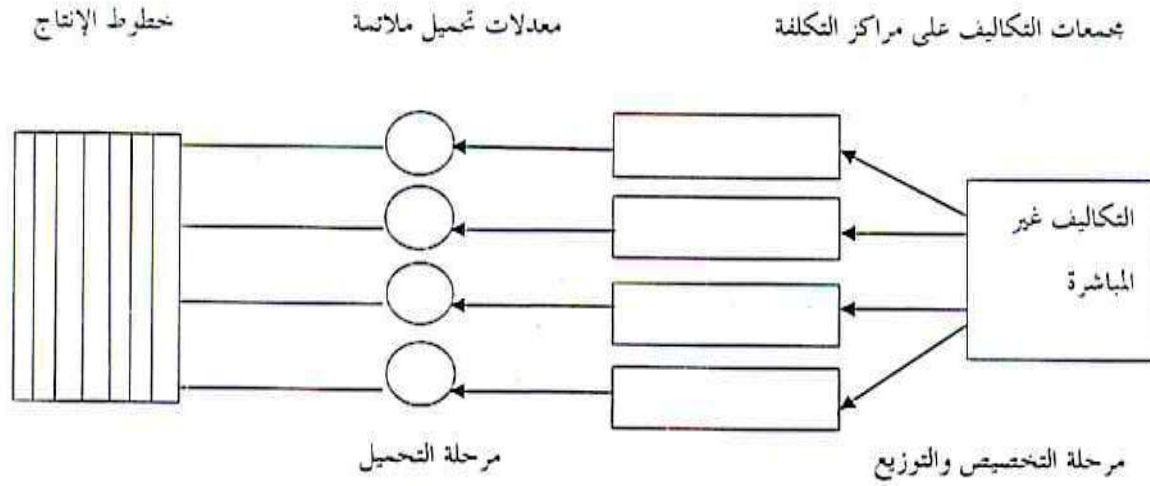 مجمعات التكاليف على مراكز التكلفة
معدلات تحميل ملائمة
خطوط الإنتاج
التكاليف غير
المباشرة
مرحلة التخصيص والتوزيع
مرحلة التحميل